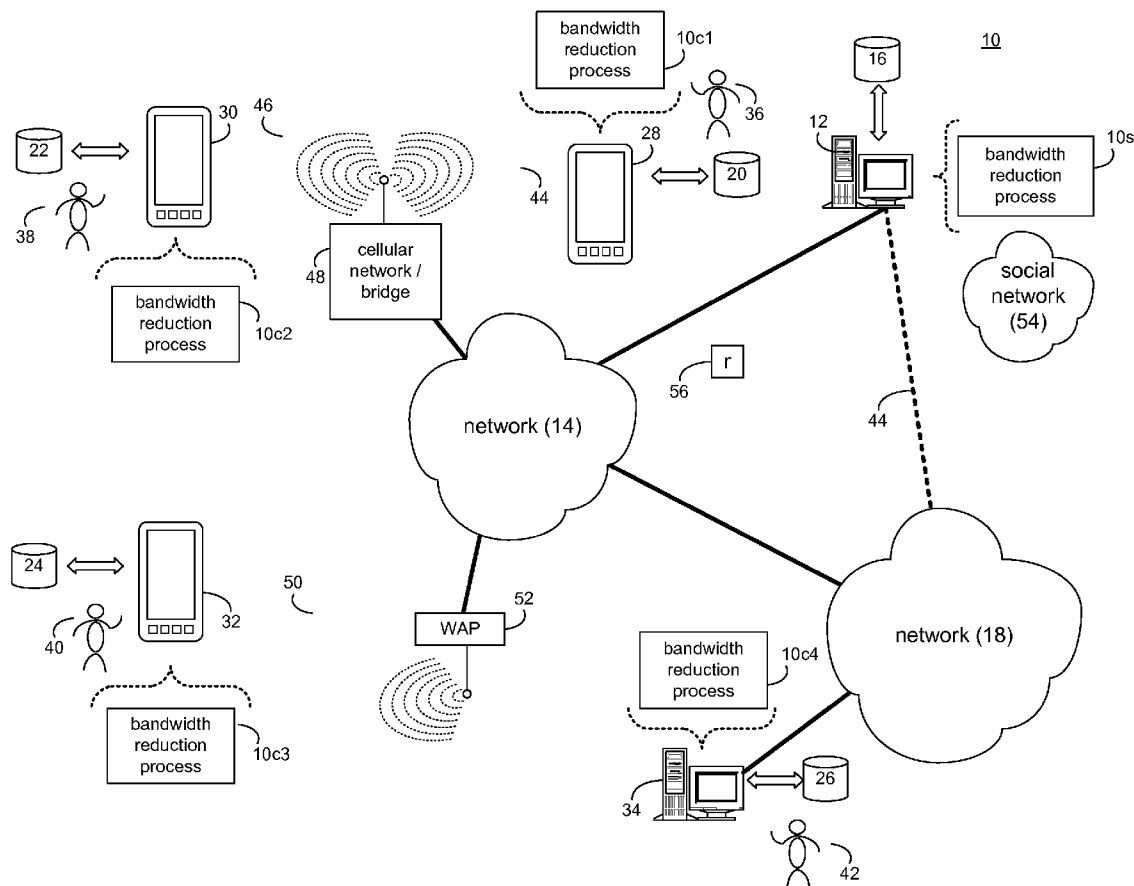 bandwidth
reduction
process
10c1
36
16
10
30
46
22
38
28
44
20
12
bandwidth
reduction
process
10s
48
cellular
network /
bridge
bandwidth
reduction
process
10c2
social
network
(54)
56
r
network (14)
44
24
32
40
50
52
WAP
bandwidth
reduction
process
10c3
bandwidth
reduction
process
10c4
network (18)
34
26
42